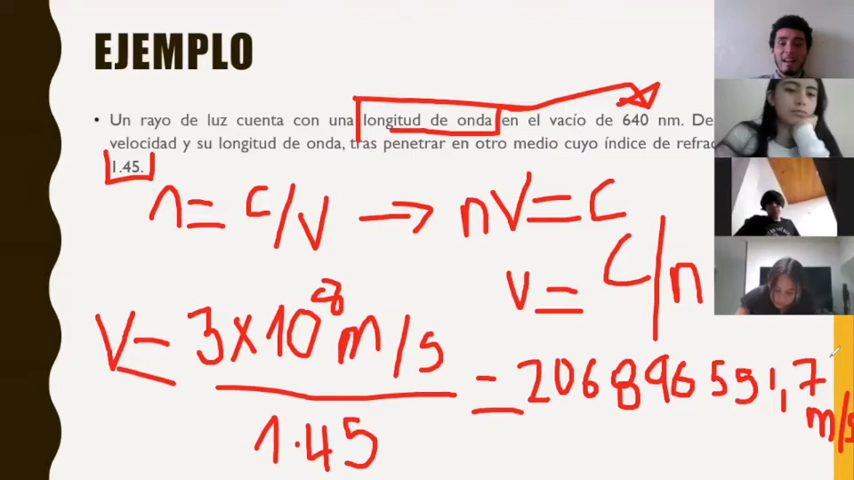 EJEMPLO
• Un rayo de luz cuenta con una longitud de onda en el vacío de 640 nm. De
velocidad y su longitud de onda, tras penetrar en otro medio cuyo índice de refrac
1.45.
n = c/v → nv = c
v = c/n
v = 3x10⁸ m/s / 1.45 = 206896551,7 m/s